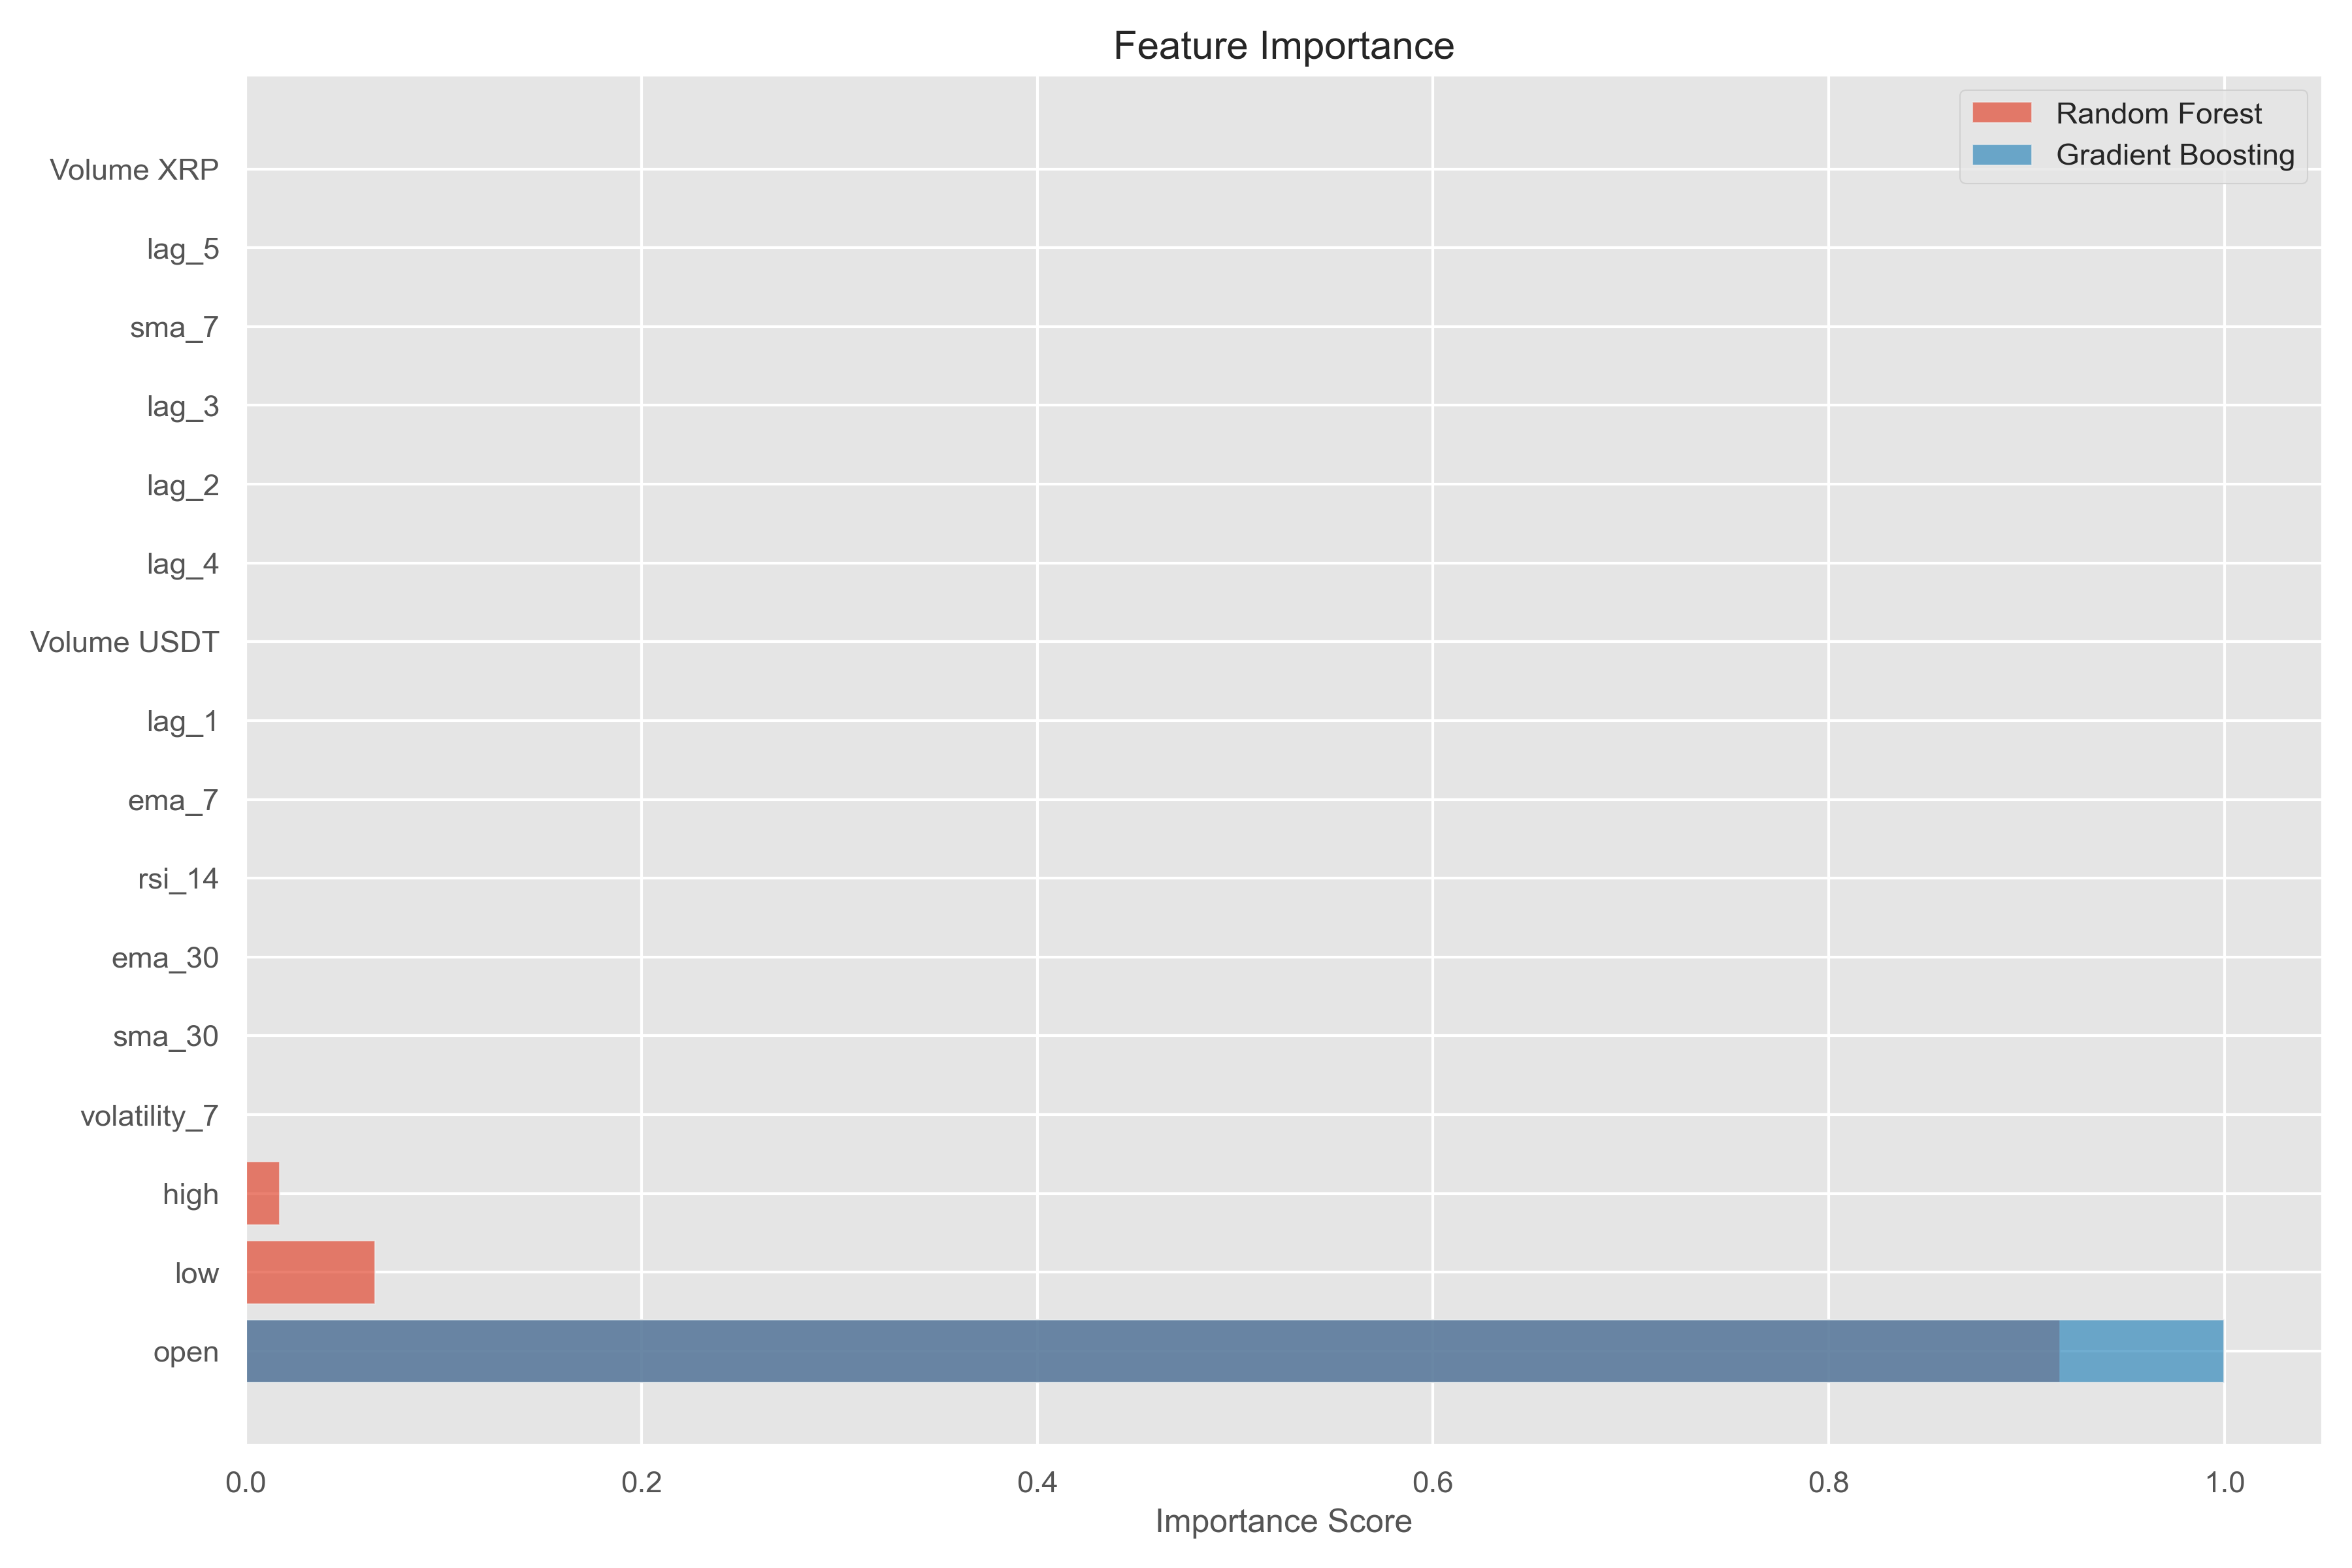 Feature Importance
Random Forest
Gradient Boosting
Volume XRP
lag_5
sma_7
lag_3
lag_2
lag_4
Volume USDT
lag_1
ema_7
rsi_14
ema_30
sma_30
volatility_7
high
low
open
0.0 0.2 0.4 0.6 0.8 1.0
Importance Score